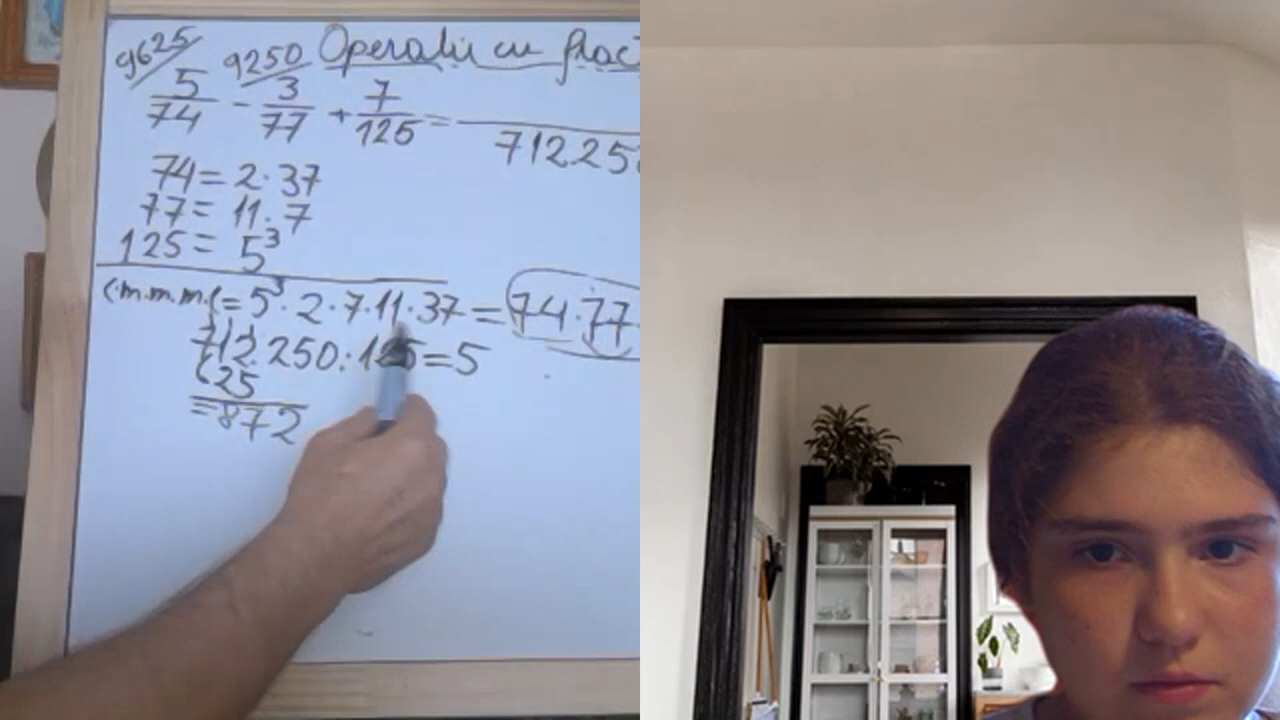 9625 9250 Operații cu frac
5/74 - 3/77 + 7/125 = 712.25
74 = 2·37
77 = 11·7
125 = 5³
c.m.m.m.c = 5³·2·7·11·37 = 74·77·
712.250:125=5
625
=872